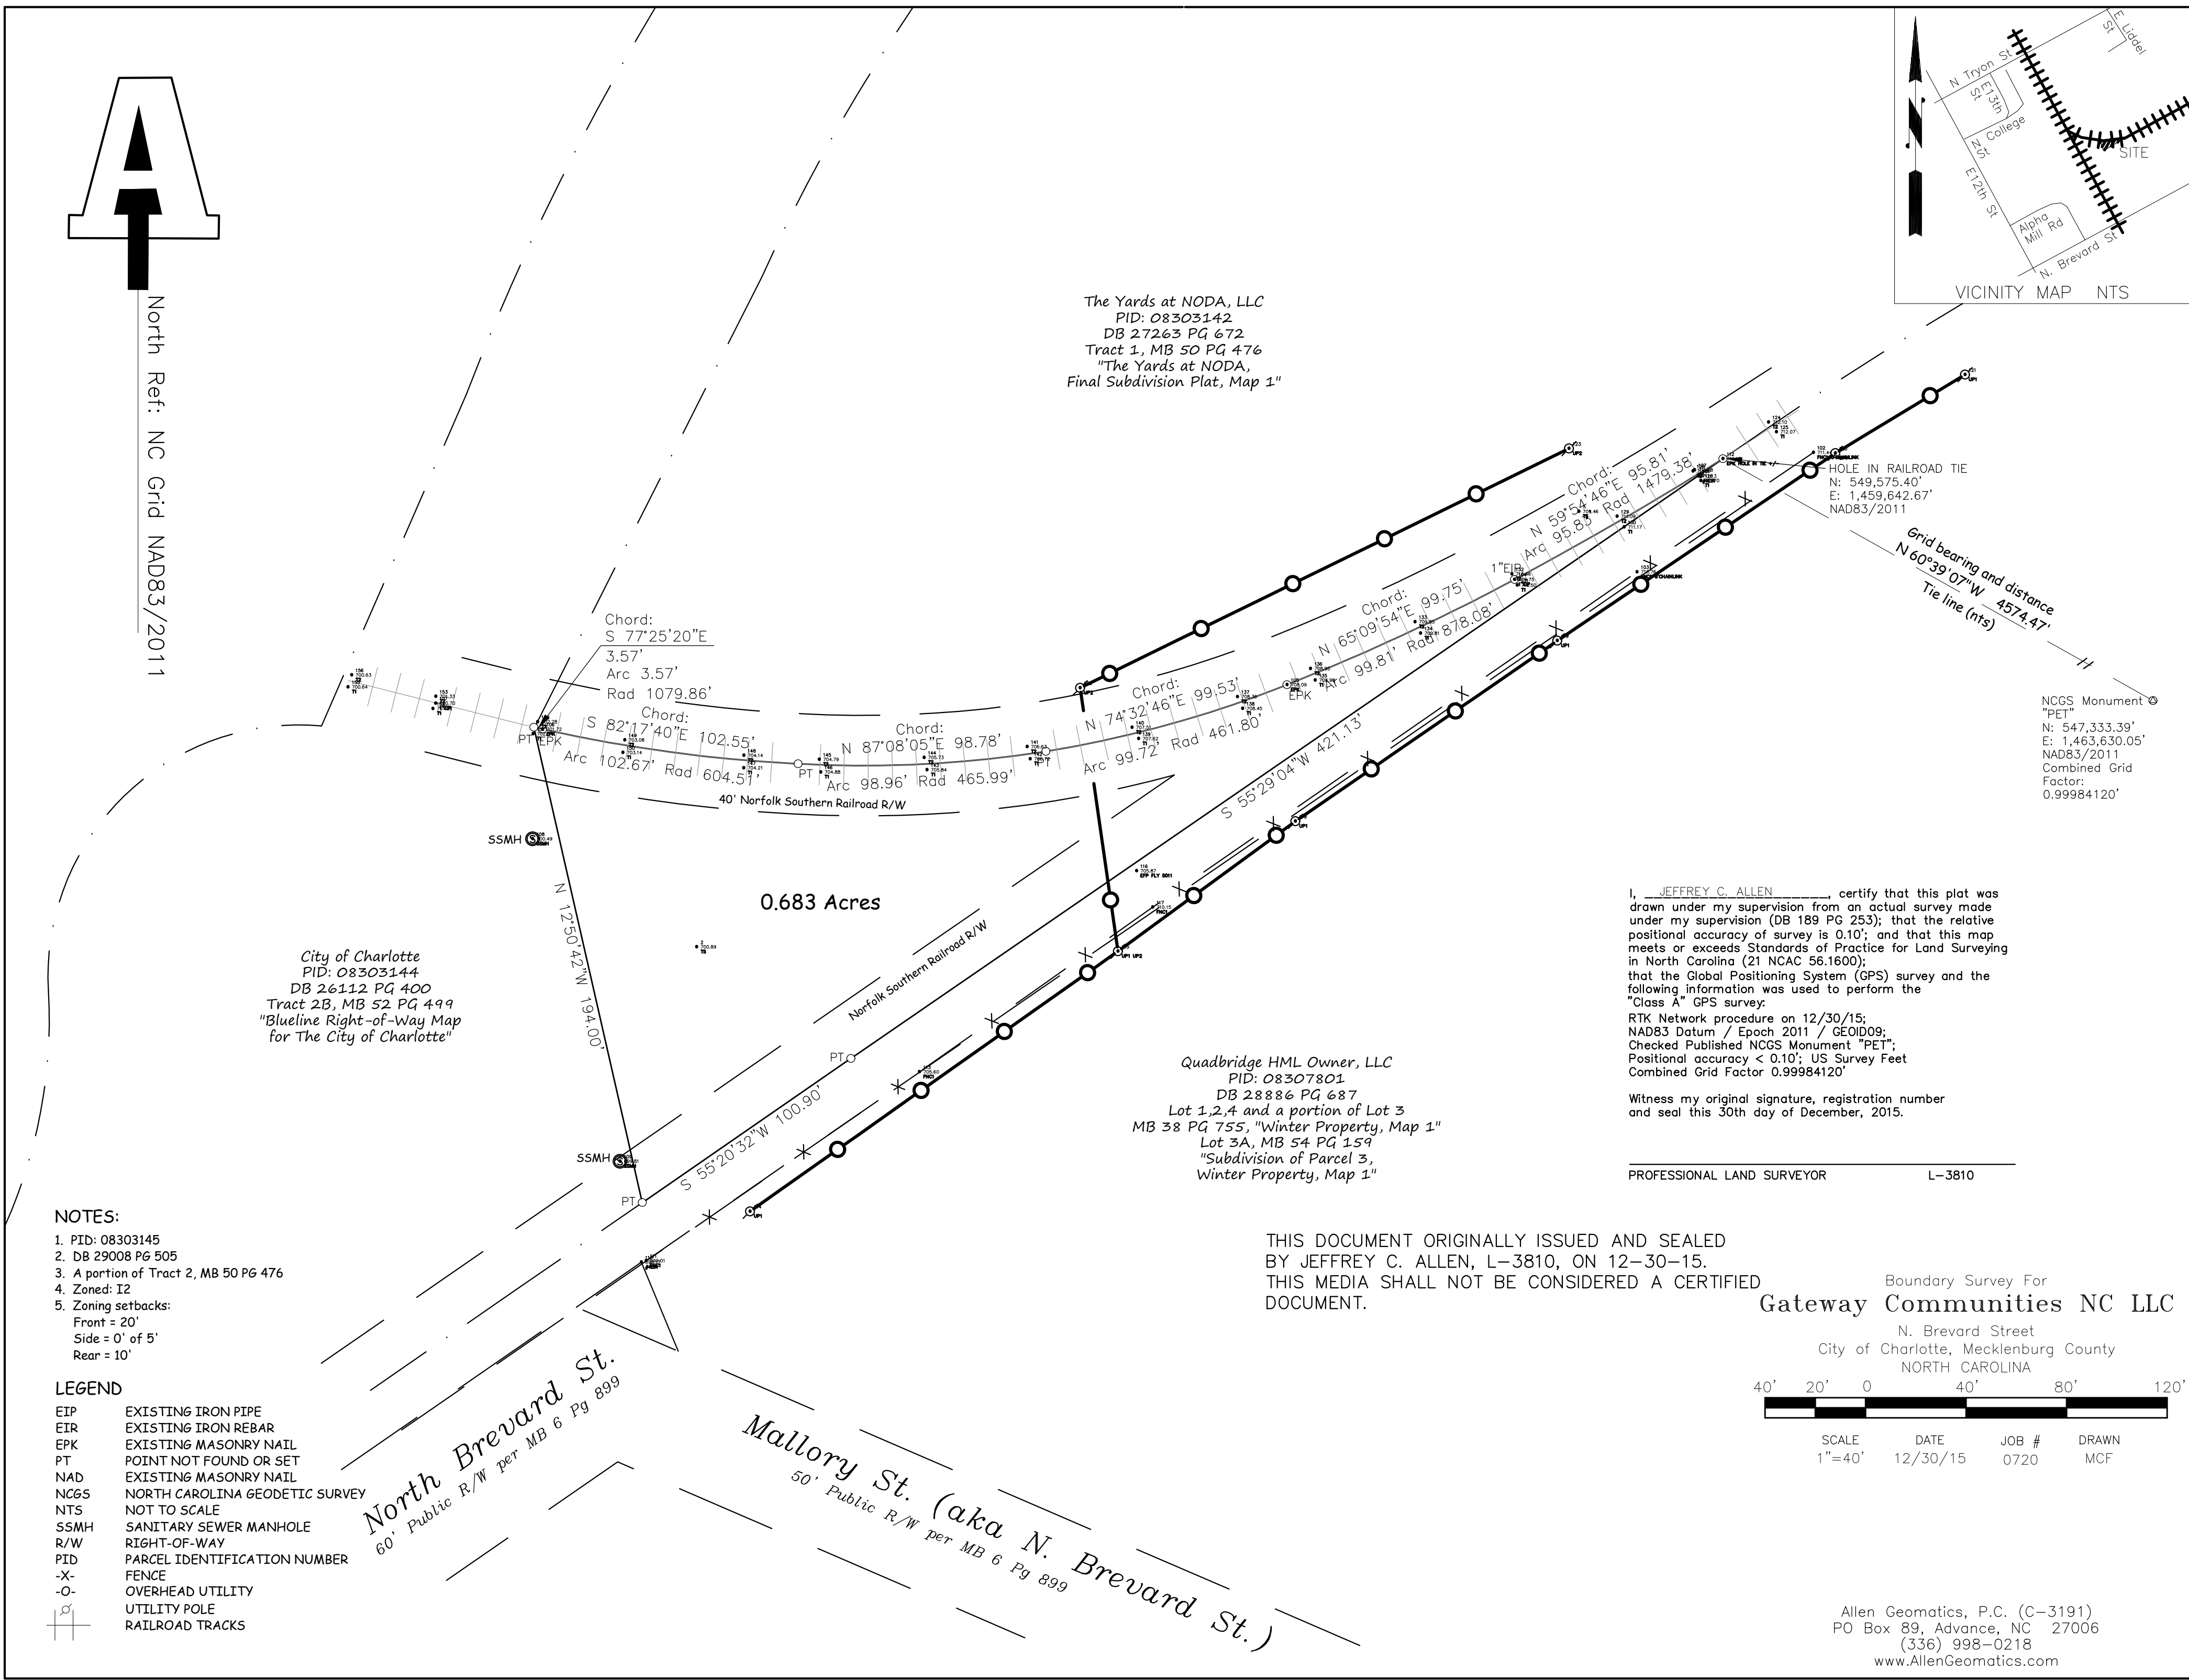 North Ref: NC Grid NAD83/2011
The Yards at NODA, LLC
PID: 08303142
DB 27263 PG 672
Tract 1, MB 50 PG 476
"The Yards at NODA,
Final Subdivision Plat, Map 1"
N Tryon St
E Liddel St
E13th St
N College St
E12th St
SITE
Alpha Mill Rd
N. Brevard St
VICINITY MAP NTS
HOLE IN RAILROAD TIE
N: 549,575.40'
E: 1,459,642.67'
NAD83/2011
Grid bearing and distance
N 60°39'07"W 4574.47'
Tie line (nts)
NCGS Monument
"PET"
N: 547,333.39'
E: 1,463,630.05'
NAD83/2011
Combined Grid
Factor:
0.99984120'
Chord:
S 77°25'20"E
3.57'
Arc 3.57'
Rad 1079.86'
Chord:
S 82°17'40"E 102.55'
Arc 102.67' Rad 604.51'
Chord:
N 87°08'05"E 98.78'
Arc 98.96' Rad 465.99'
Chord:
N 74°32'46"E 99.53'
Arc 99.72' Rad 461.80'
Chord:
N 65°09'54"E 99.75'
Arc 99.81' Rad 878.08'
Chord:
N 59°54'46"E 95.81'
Arc 95.83' Rad 1479.38'
PT EPK
PT
PT
EPK
1"EIR
40' Norfolk Southern Railroad R/W
S 55°29'04"W 421.13'
SSMH
0.683 Acres
N 12°50'42"W 194.00'
Norfolk Southern Railroad R/W
City of Charlotte
PID: 08303144
DB 26112 PG 400
Tract 2B, MB 52 PG 499
"Blueline Right-of-Way Map
for The City of Charlotte"
PT
S 55°20'32"W 100.90'
SSMH
PT
Quadbridge HML Owner, LLC
PID: 08307801
DB 28886 PG 687
Lot 1,2,4 and a portion of Lot 3
MB 38 PG 755, "Winter Property, Map 1"
Lot 3A, MB 54 PG 159
"Subdivision of Parcel 3,
Winter Property, Map 1"
I, JEFFREY C. ALLEN, certify that this plat was
drawn under my supervision from an actual survey made
under my supervision (DB 189 PG 253); that the relative
positional accuracy of survey is 0.10'; and that this map
meets or exceeds Standards of Practice for Land Surveying
in North Carolina (21 NCAC 56.1600);
that the Global Positioning System (GPS) survey and the
following information was used to perform the
"Class A" GPS survey:
RTK Network procedure on 12/30/15;
NAD83 Datum / Epoch 2011 / GEOID09;
Checked Published NCGS Monument "PET";
Positional accuracy < 0.10'; US Survey Feet
Combined Grid Factor 0.99984120'
Witness my original signature, registration number
and seal this 30th day of December, 2015.
PROFESSIONAL LAND SURVEYOR L-3810
NOTES:
1. PID: 08303145
2. DB 29008 PG 505
3. A portion of Tract 2, MB 50 PG 476
4. Zoned: I2
5. Zoning setbacks:
Front = 20'
Side = 0' of 5'
Rear = 10'
LEGEND
EIP EXISTING IRON PIPE
EIR EXISTING IRON REBAR
EPK EXISTING MASONRY NAIL
PT POINT NOT FOUND OR SET
NAD EXISTING MASONRY NAIL
NCGS NORTH CAROLINA GEODETIC SURVEY
NTS NOT TO SCALE
SSMH SANITARY SEWER MANHOLE
R/W RIGHT-OF-WAY
PID PARCEL IDENTIFICATION NUMBER
-X- FENCE
-O- OVERHEAD UTILITY
UTILITY POLE
RAILROAD TRACKS
North Brevard St.
60' Public R/W per MB 6 Pg 899
Mallory St. (aka N. Brevard St.)
50' Public R/W per MB 6 Pg 899
THIS DOCUMENT ORIGINALLY ISSUED AND SEALED
BY JEFFREY C. ALLEN, L-3810, ON 12-30-15.
THIS MEDIA SHALL NOT BE CONSIDERED A CERTIFIED
DOCUMENT.
Boundary Survey For
Gateway Communities NC LLC
N. Brevard Street
City of Charlotte, Mecklenburg County
NORTH CAROLINA
40' 20' 0 40' 80' 120'
SCALE DATE JOB # DRAWN
1"=40' 12/30/15 0720 MCF
Allen Geomatics, P.C. (C-3191)
PO Box 89, Advance, NC 27006
(336) 998-0218
www.AllenGeomatics.com